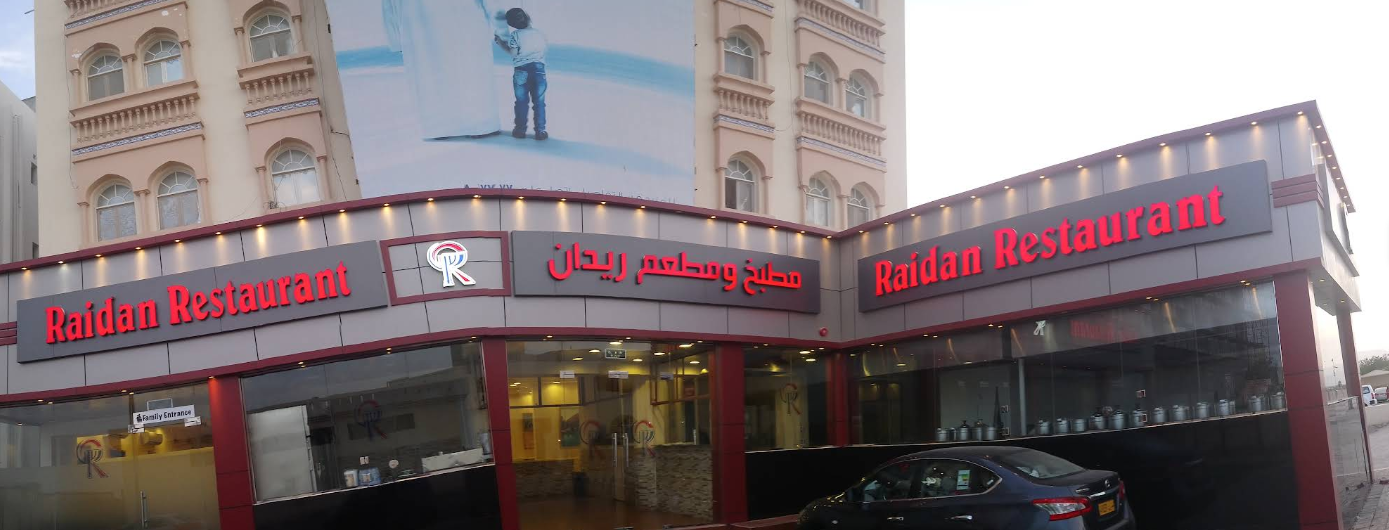 Raidan Restaurant
R
مطبخ ومطعم ريدان
Raidan Restaurant
Family Entrance